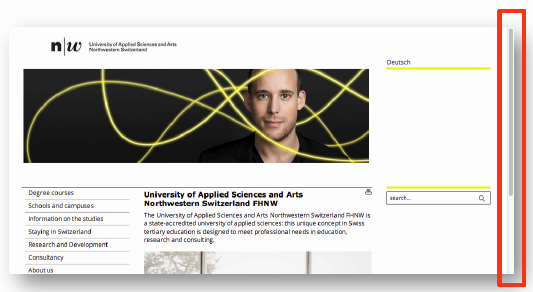 n|w University of Applied Sciences and Arts
Northwestern Switzerland
Deutsch
Degree courses
Schools and campuses
Information on the studies
Staying in Switzerland
Research and Development
Consultancy
About us
University of Applied Sciences and Arts
Northwestern Switzerland FHNW
The University of Applied Sciences and Arts Northwestern Switzerland FHNW is
a state-accredited university of applied sciences: this unique concept in Swiss
tertiary education is designed to meet professional needs in education,
research and consulting.
search...